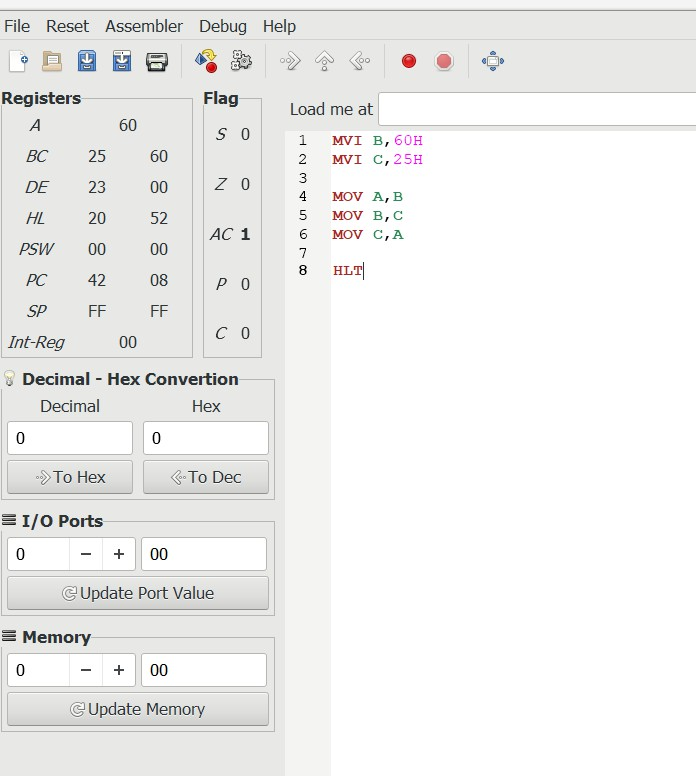 File Reset Assembler Debug Help
Registers
A 60
BC 25 60
DE 23 00
HL 20 52
PSW 00 00
PC 42 08
SP FF FF
Int-Reg 00
Flag
S 0
Z 0
AC 1
P 0
C 0
Decimal - Hex Convertion
Decimal Hex
0 0
To Hex To Dec
I/O Ports
0 − + 00
Update Port Value
Memory
0 − + 00
Update Memory
Load me at
1 MVI B,60H
2 MVI C,25H
3
4 MOV A,B
5 MOV B,C
6 MOV C,A
7
8 HLT